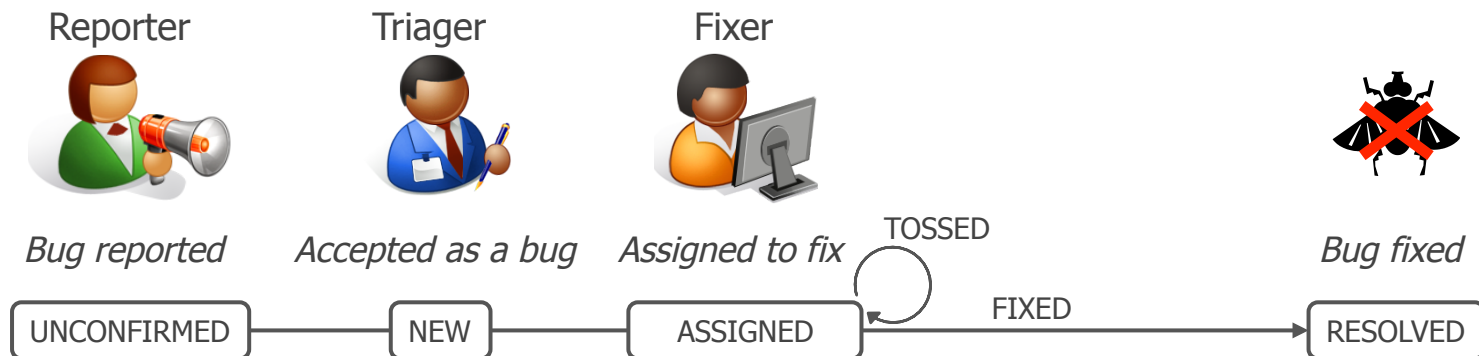 Reporter
Triager
Fixer
Bug reported
Accepted as a bug
Assigned to fix
TOSSED
Bug fixed
UNCONFIRMED
NEW
ASSIGNED
FIXED
RESOLVED